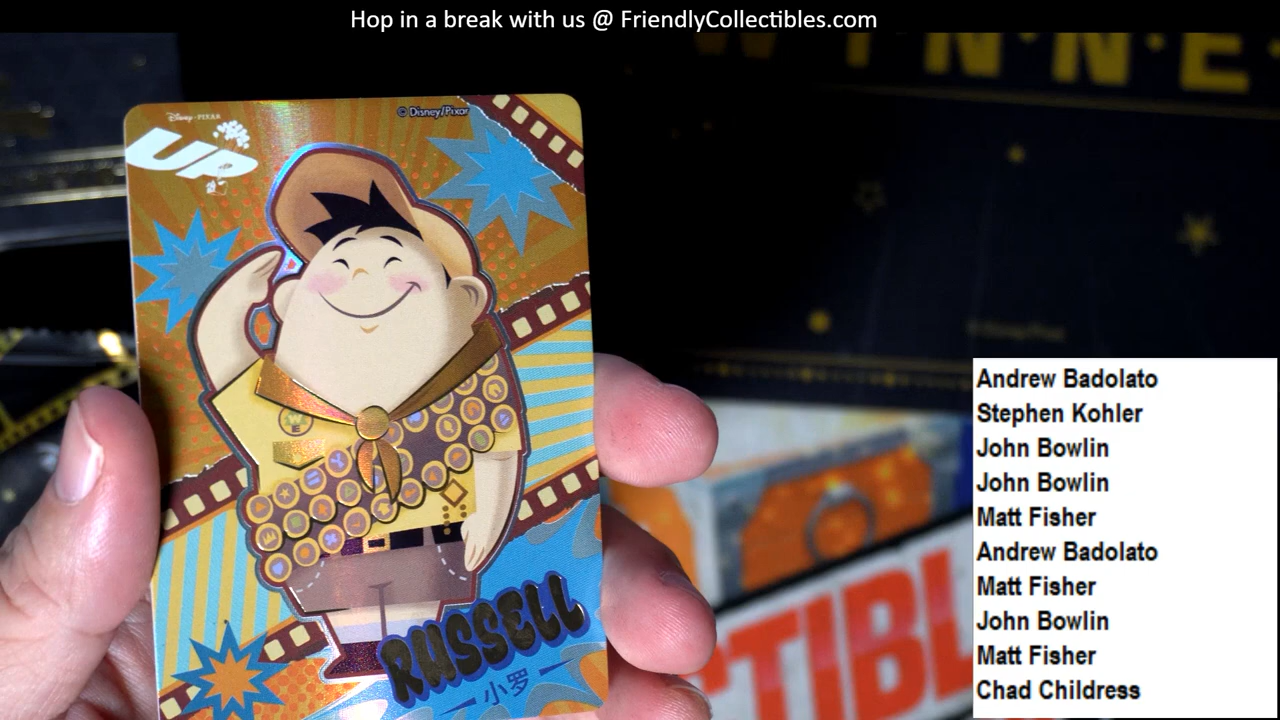 Hop in a break with us @ FriendlyCollectibles.com
W·I·N·N·E·
Disney·PIXAR
UP
© Disney/Pixar
RUSSELL
小罗
TIBL
Andrew Badolato
Stephen Kohler
John Bowlin
John Bowlin
Matt Fisher
Andrew Badolato
Matt Fisher
John Bowlin
Matt Fisher
Chad Childress